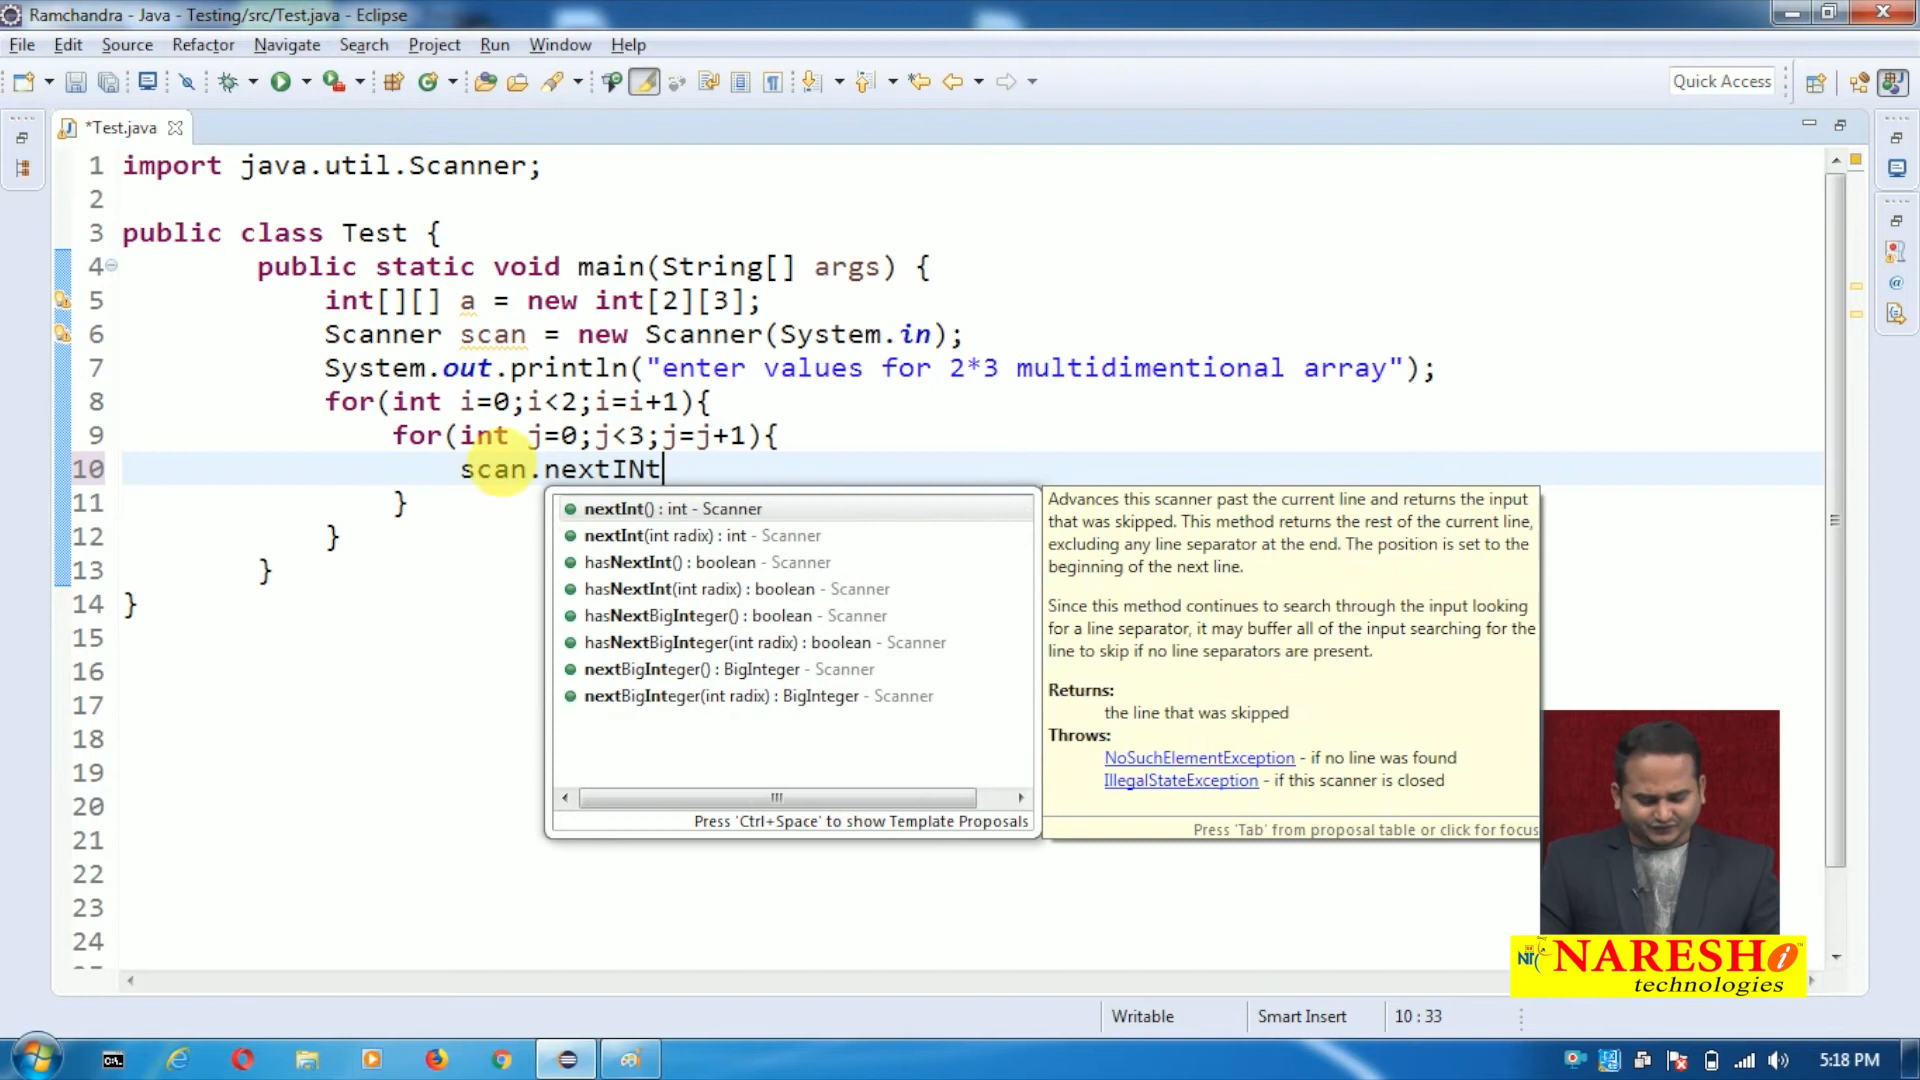 Ramchandra - Java - Testing/src/Test.java - Eclipse
File Edit Source Refactor Navigate Search Project Run Window Help
Quick Access
*Test.java
1 import java.util.Scanner;
2
3 public class Test {
4 public static void main(String[] args) {
5 int[][] a = new int[2][3];
6 Scanner scan = new Scanner(System.in);
7 System.out.println("enter values for 2*3 multidimentional array");
8 for(int i=0;i<2;i=i+1){
9 for(int j=0;j<3;j=j+1){
10 scan.nextINt
11 }
12 }
13 }
14 }
15
16
17
18
19
20
21
22
23
24
nextInt() : int - Scanner
nextInt(int radix) : int - Scanner
hasNextInt() : boolean - Scanner
hasNextInt(int radix) : boolean - Scanner
hasNextBigInteger() : boolean - Scanner
hasNextBigInteger(int radix) : boolean - Scanner
nextBigInteger() : BigInteger - Scanner
nextBigInteger(int radix) : BigInteger - Scanner
Press 'Ctrl+Space' to show Template Proposals
Advances this scanner past the current line and returns the input
that was skipped. This method returns the rest of the current line,
excluding any line separator at the end. The position is set to the
beginning of the next line.
Since this method continues to search through the input looking
for a line separator, it may buffer all of the input searching for the
line to skip if no line separators are present.
Returns:
the line that was skipped
Throws:
NoSuchElementException - if no line was found
IllegalStateException - if this scanner is closed
Press 'Tab' from proposal table or click for focus
NARESH i
technologies
Writable Smart Insert 10 : 33
5:18 PM